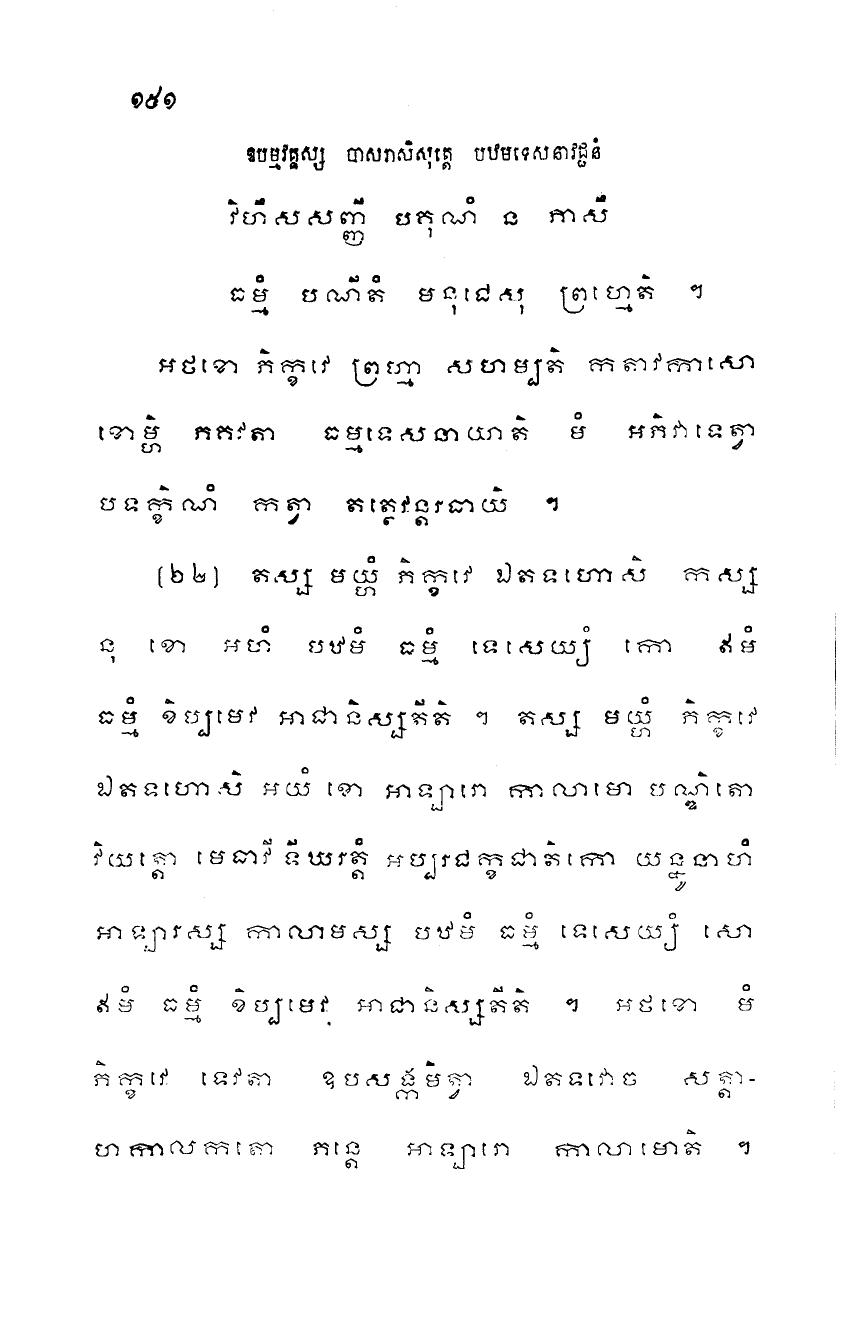 ១៥១
ឧបម្មវគ្គស្ស បាសរាសិសុត្តេ បឋមទេសនាវជ្ជនំ
វិហឹសសញ្ញី បគុណំ ន ភាសឹ
ធម្មំ បណីតំ មនុជេសុ ព្រហ្មេតិ ។
អថខោ ភិក្ខវេ ព្រហ្មា សហម្បតិ កតាវកាសោ
ខោម្ហិ ភគវតា ធម្មទេសនាយាតិ មំ អភិវាទេត្វា
បទក្ខិណំ កត្វា តត្ថេវន្តរធាយិ ។
(២២) តស្ស មយ្ហំ ភិក្ខវេ ឯតទហោសិ កស្ស
នុ ខោ អហំ បឋមំ ធម្មំ ទេសេយ្យំ កោ ឥមំ
ធម្មំ ខិប្បមេវ អាជានិស្សតីតិ ។ តស្ស មយ្ហំ ភិក្ខវេ
ឯតទហោសិ អយំ ខោ អាឡារោ កាលាមោ បណ្ឌិតោ
វិយត្តោ មេធាវី ទីឃរត្តំ អប្បរជក្ខជាតិកោ យន្នូនាហំ
អាឡារស្ស កាលាមស្ស បឋមំ ធម្មំ ទេសេយ្យំ សោ
ឥមំ ធម្មំ ខិប្បមេវ អាជានិស្សតីតិ ។ អថខោ មំ
ភិក្ខវេ ទេវតា ឧបសង្កមិត្វា ឯតទវោច សត្តា-
ហកាលកតោ ភន្តេ អាឡារោ កាលាមោតិ ។